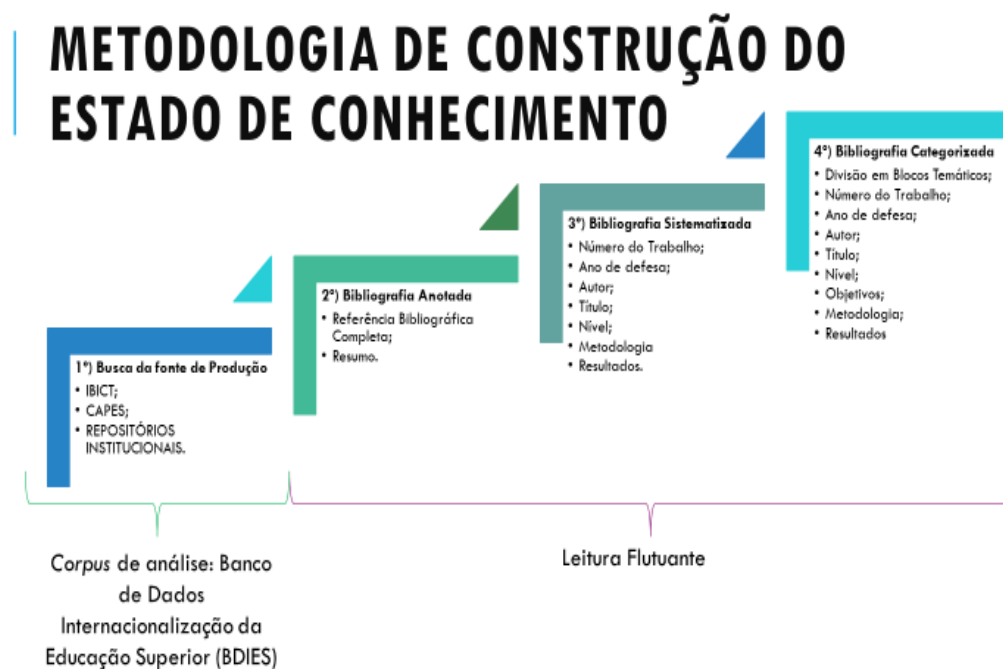 METODOLOGIA DE CONSTRUÇÃO DO
ESTADO DE CONHECIMENTO
1º) Busca da fonte de Produção
• IBICT;
• CAPES;
• REPOSITÓRIOS
INSTITUCIONAIS.
2º) Bibliografia Anotada
• Referência Bibliográfica
Completa;
• Resumo.
3º) Bibliografia Sistematizada
• Número do Trabalho;
• Ano de defesa;
• Autor;
• Título;
• Nível;
• Metodologia
• Resultados.
4º) Bibliografia Categorizada
• Divisão em Blocos Temáticos;
• Número do Trabalho;
• Ano de defesa;
• Autor;
• Título;
• Nível;
• Objetivos;
• Metodologia;
• Resultados
Corpus de análise: Banco
de Dados
Internacionalização da
Educação Superior (BDIES)
Leitura Flutuante